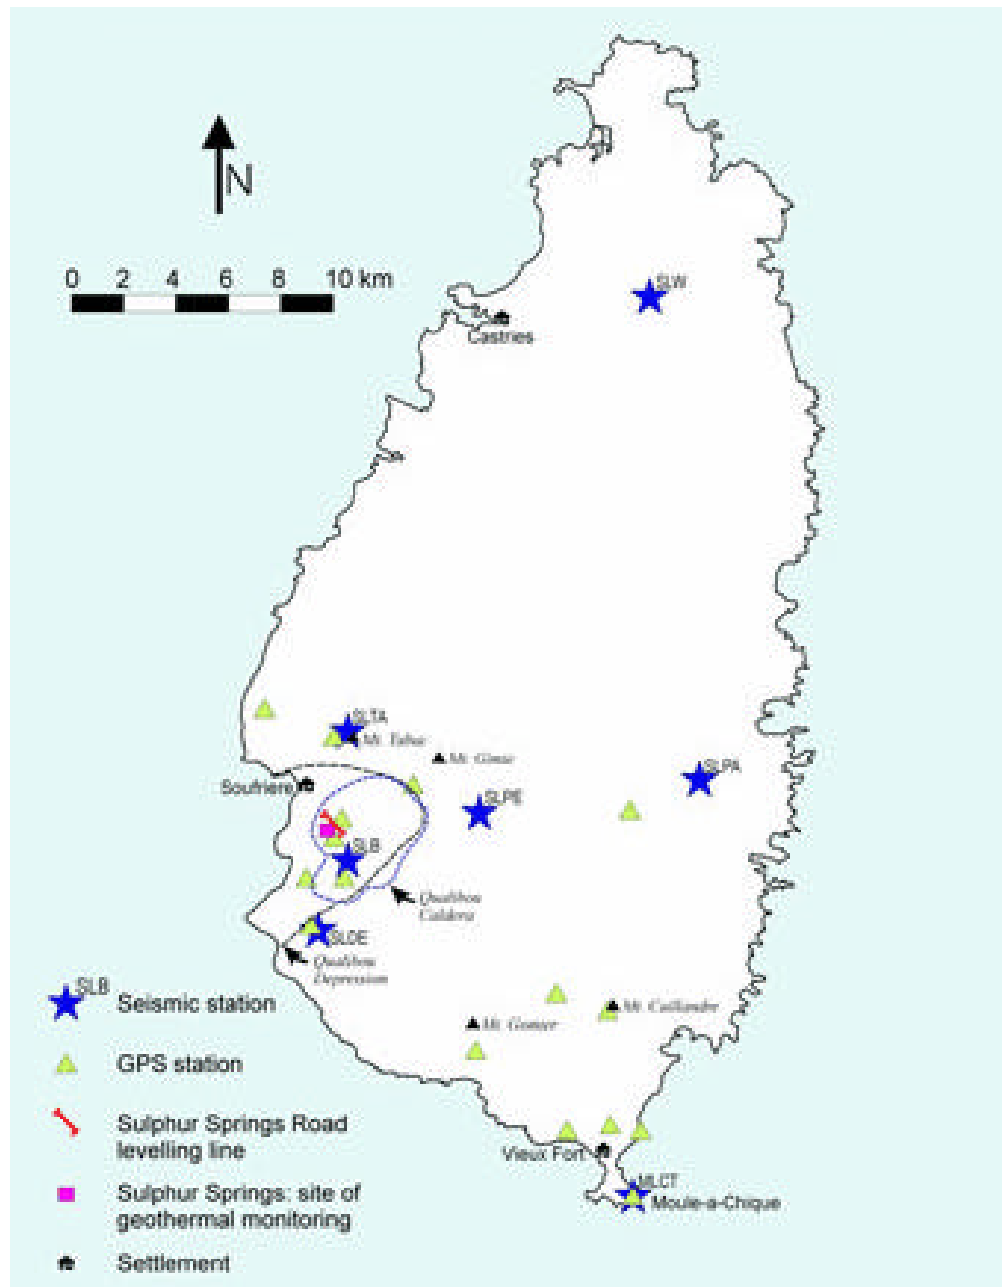 N
0 2 4 6 8 10 km
SLW
Castries
SLTA
Mt. Tabac
Mt. Gimie
SLPA
Soufriere
SLPE
SLB
Qualibou
Caldera
SLDE
Qualibou
Depression
SLB
Seismic station
Mt. Gomier
GPS station
Sulphur Springs Road
levelling line
Vieux Fort
MLCT
Moule-a-Chique
Sulphur Springs: site of
geothermal monitoring
Settlement